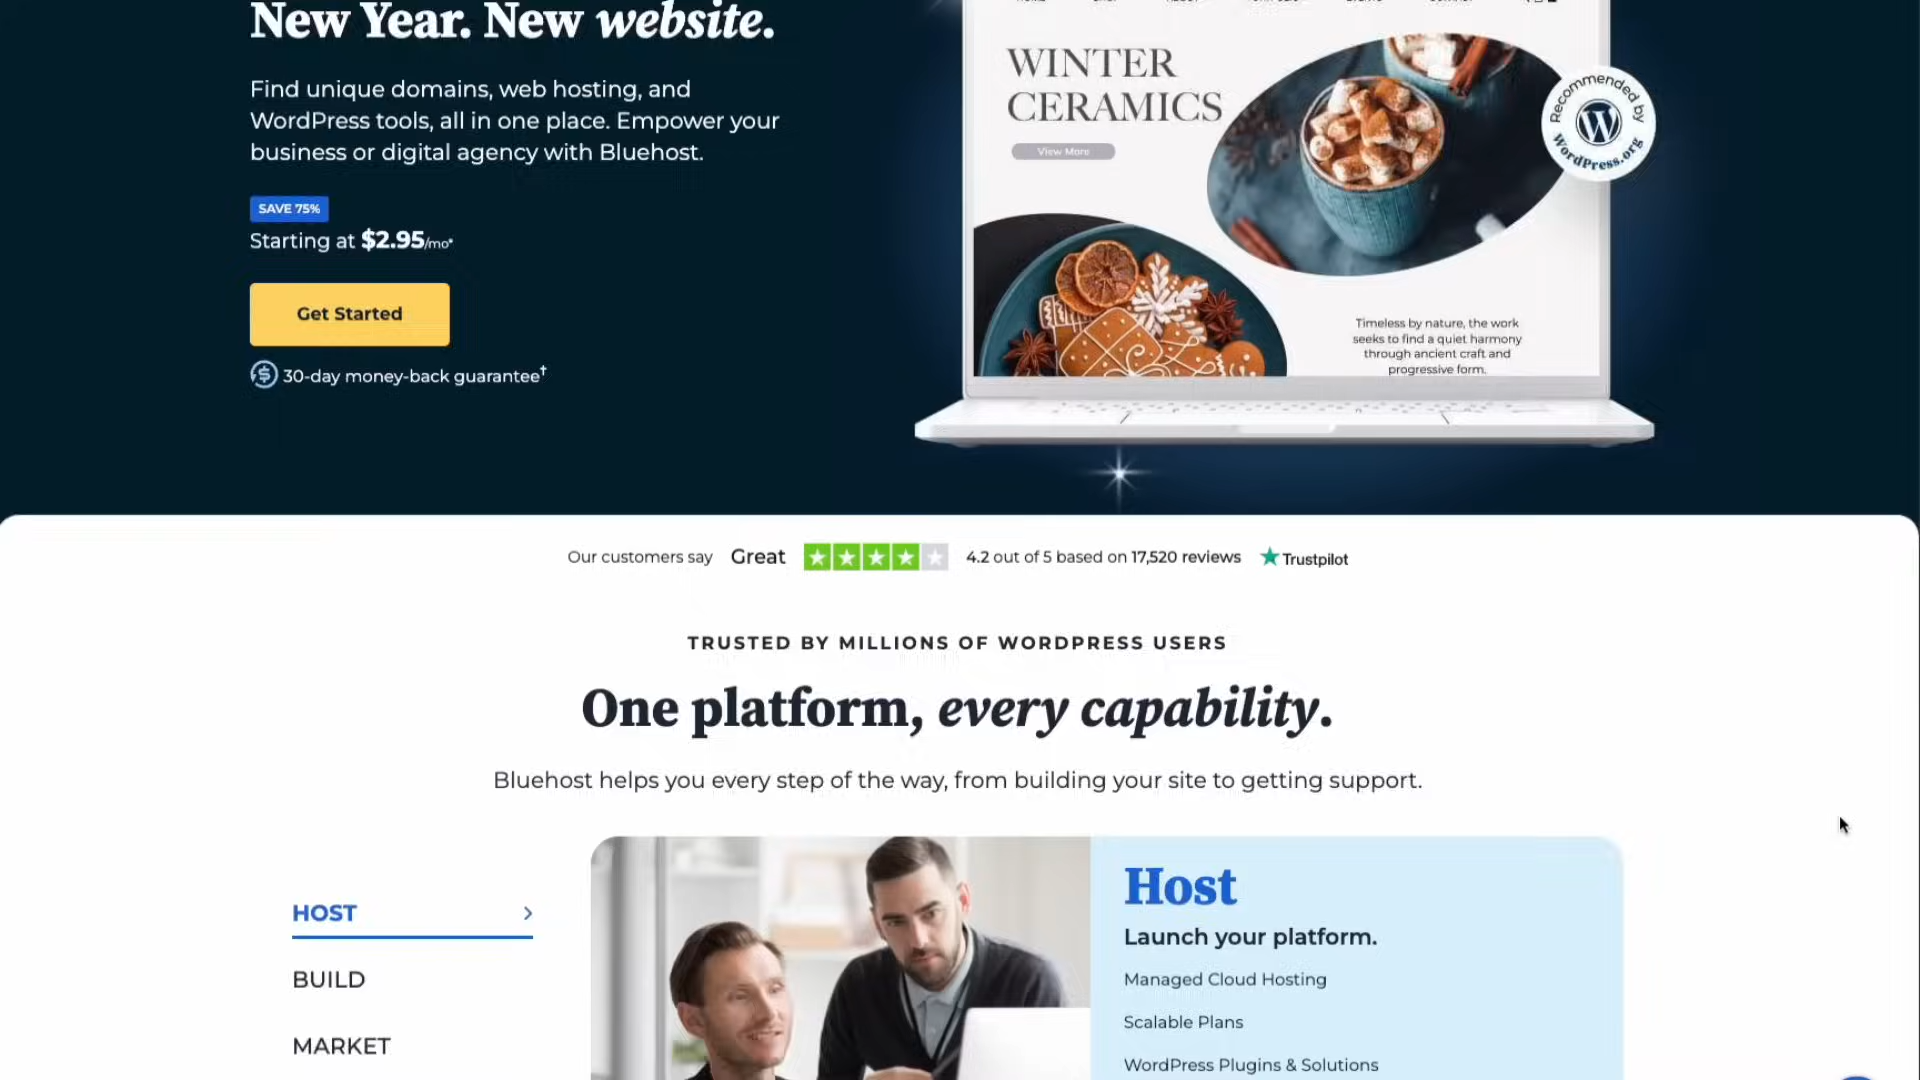 New Year. New website.
Find unique domains, web hosting, and
WordPress tools, all in one place. Empower your
business or digital agency with Bluehost.
SAVE 75%
Starting at $2.95/mo*
Get Started
30-day money-back guarantee†
WINTER
CERAMICS
View More
Timeless by nature, the work
seeks to find a quiet harmony
through ancient craft and
progressive form.
Recommended by
WordPress.org
Our customers say Great 4.2 out of 5 based on 17,520 reviews Trustpilot
TRUSTED BY MILLIONS OF WORDPRESS USERS
One platform, every capability.
Bluehost helps you every step of the way, from building your site to getting support.
HOST
BUILD
MARKET
Host
Launch your platform.
Managed Cloud Hosting
Scalable Plans
WordPress Plugins & Solutions